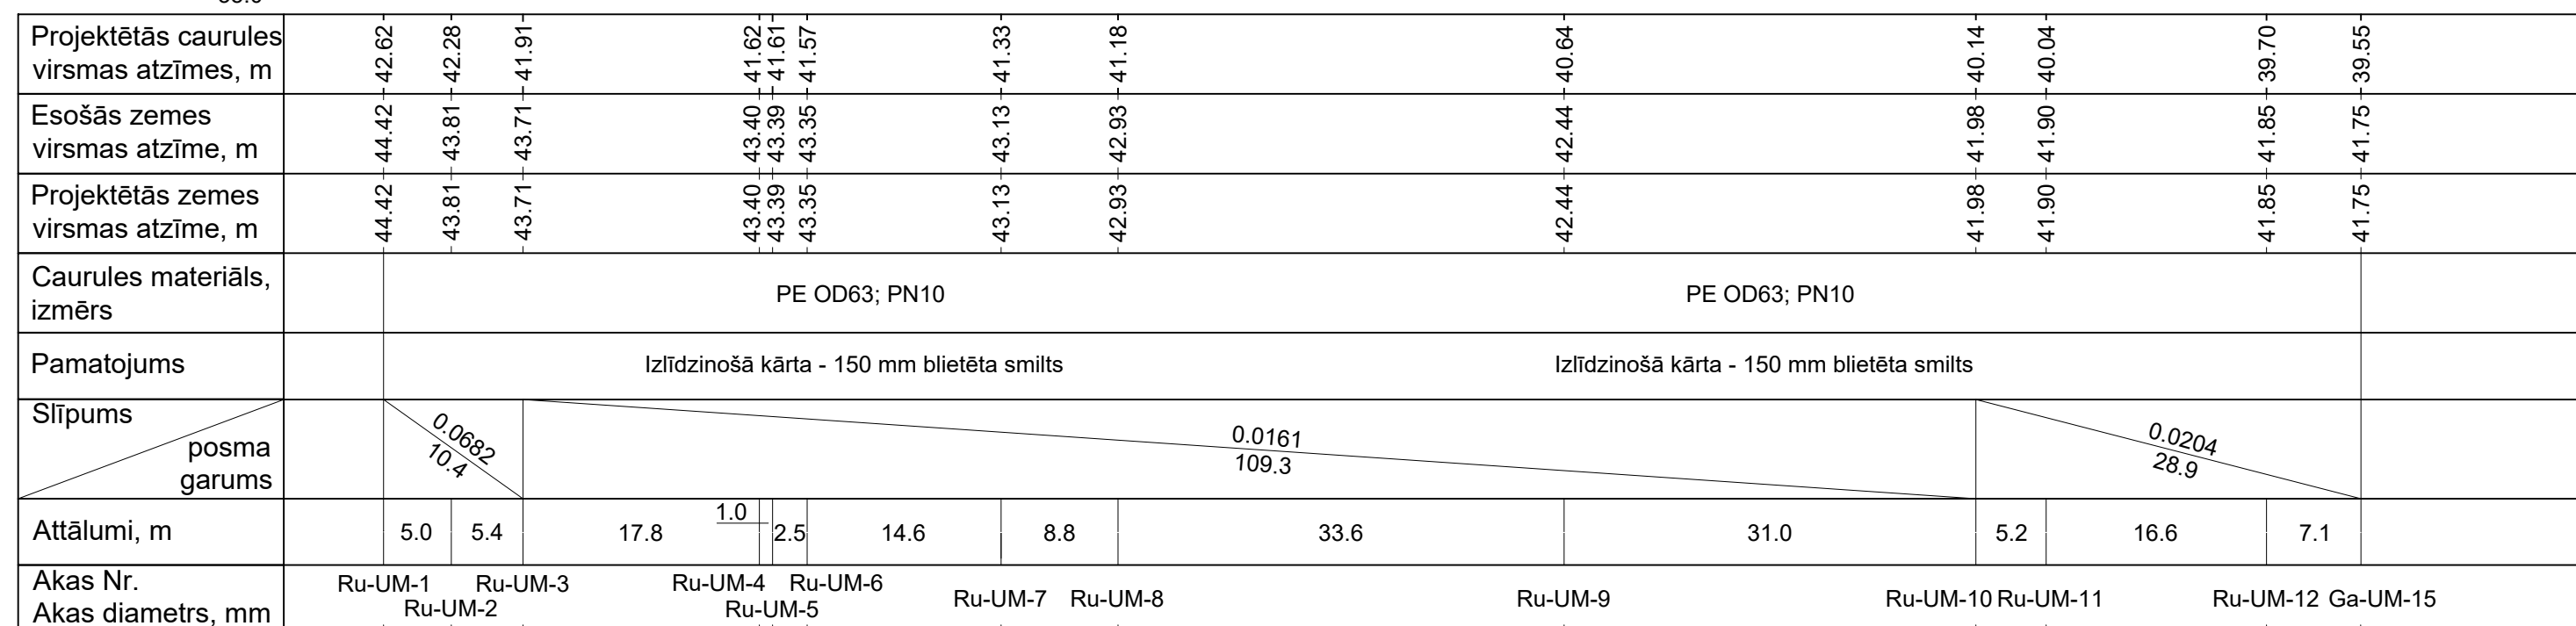 Projektētās caurules
virsmas atzīmes, m
42.62 42.28 41.91 41.62 41.61 41.57 41.33 41.18 40.64 40.14 40.04 39.70 39.55
Esošās zemes
virsmas atzīme, m
44.42 43.81 43.71 43.40 43.39 43.35 43.13 42.93 42.44 41.98 41.90 41.85 41.75
Projektētās zemes
virsmas atzīme, m
44.42 43.81 43.71 43.40 43.39 43.35 43.13 42.93 42.44 41.98 41.90 41.85 41.75
Caurules materiāls,
izmērs
PE OD63; PN10 PE OD63; PN10
Pamatojums
Izlīdzinošā kārta - 150 mm blietēta smilts Izlīdzinošā kārta - 150 mm blietēta smilts
Slīpums
posma
garums
0.0682
10.4
0.0161
109.3
0.0204
28.9
Attālumi, m
5.0 5.4 17.8 1.0 2.5 14.6 8.8 33.6 31.0 5.2 16.6 7.1
Akas Nr.
Akas diametrs, mm
Ru-UM-1 Ru-UM-2 Ru-UM-3 Ru-UM-4 Ru-UM-5 Ru-UM-6 Ru-UM-7 Ru-UM-8 Ru-UM-9 Ru-UM-10 Ru-UM-11 Ru-UM-12 Ga-UM-15